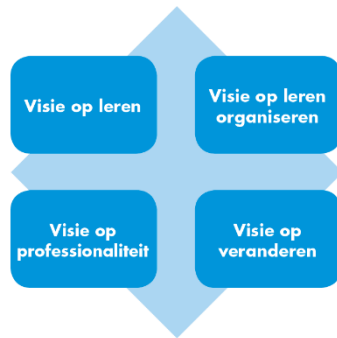 Visie op leren
Visie op leren
organiseren
Visie op
professionaliteit
Visie op
veranderen